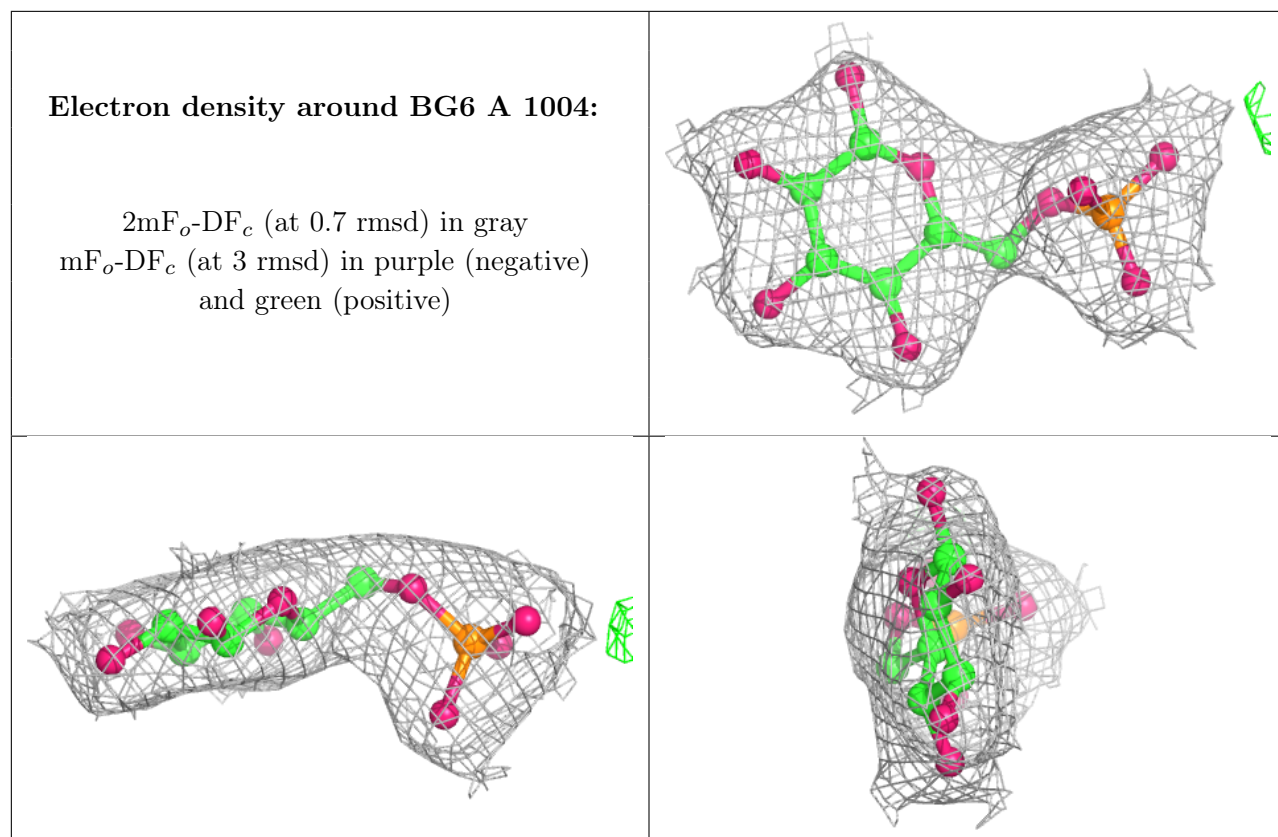 Electron density around BG6 A 1004:
2mFₒ-DF𝑐 (at 0.7 rmsd) in gray
mFₒ-DF𝑐 (at 3 rmsd) in purple (negative)
and green (positive)